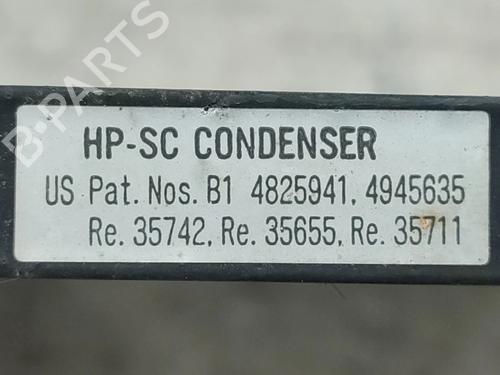 B-PARTS
HP-SC CONDENSER
US Pat. Nos. B1 4825941, 4945635
Re. 35742, Re. 35655, Re. 35711